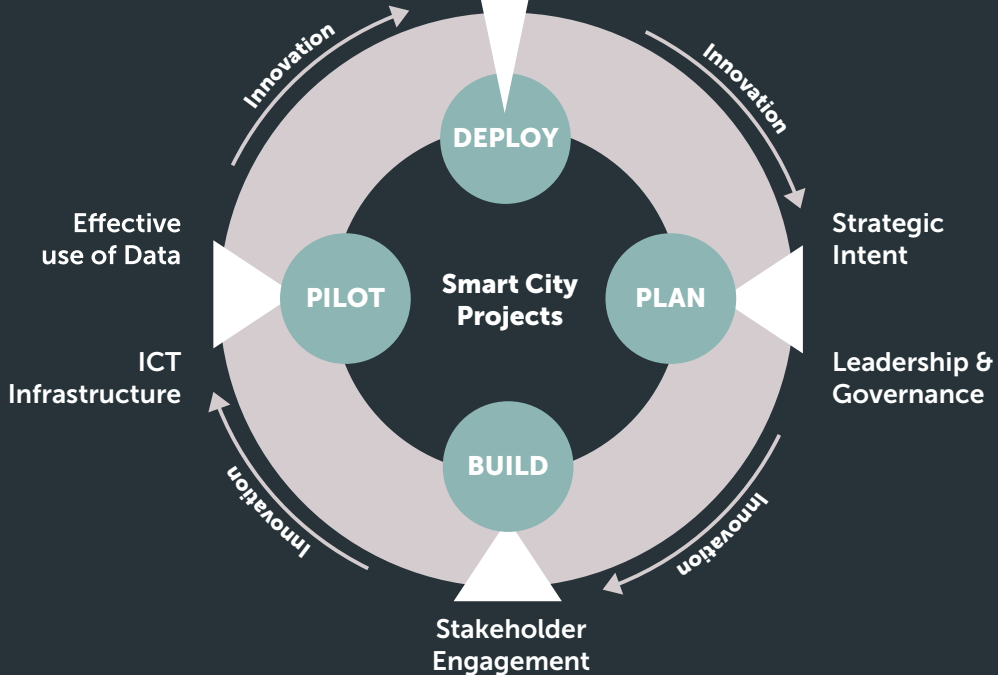 Innovation
Innovation
DEPLOY
Effective
use of Data
Strategic
Intent
PILOT
Smart City
Projects
PLAN
ICT
Infrastructure
Leadership &
Governance
BUILD
Innovation
Innovation
Stakeholder
Engagement